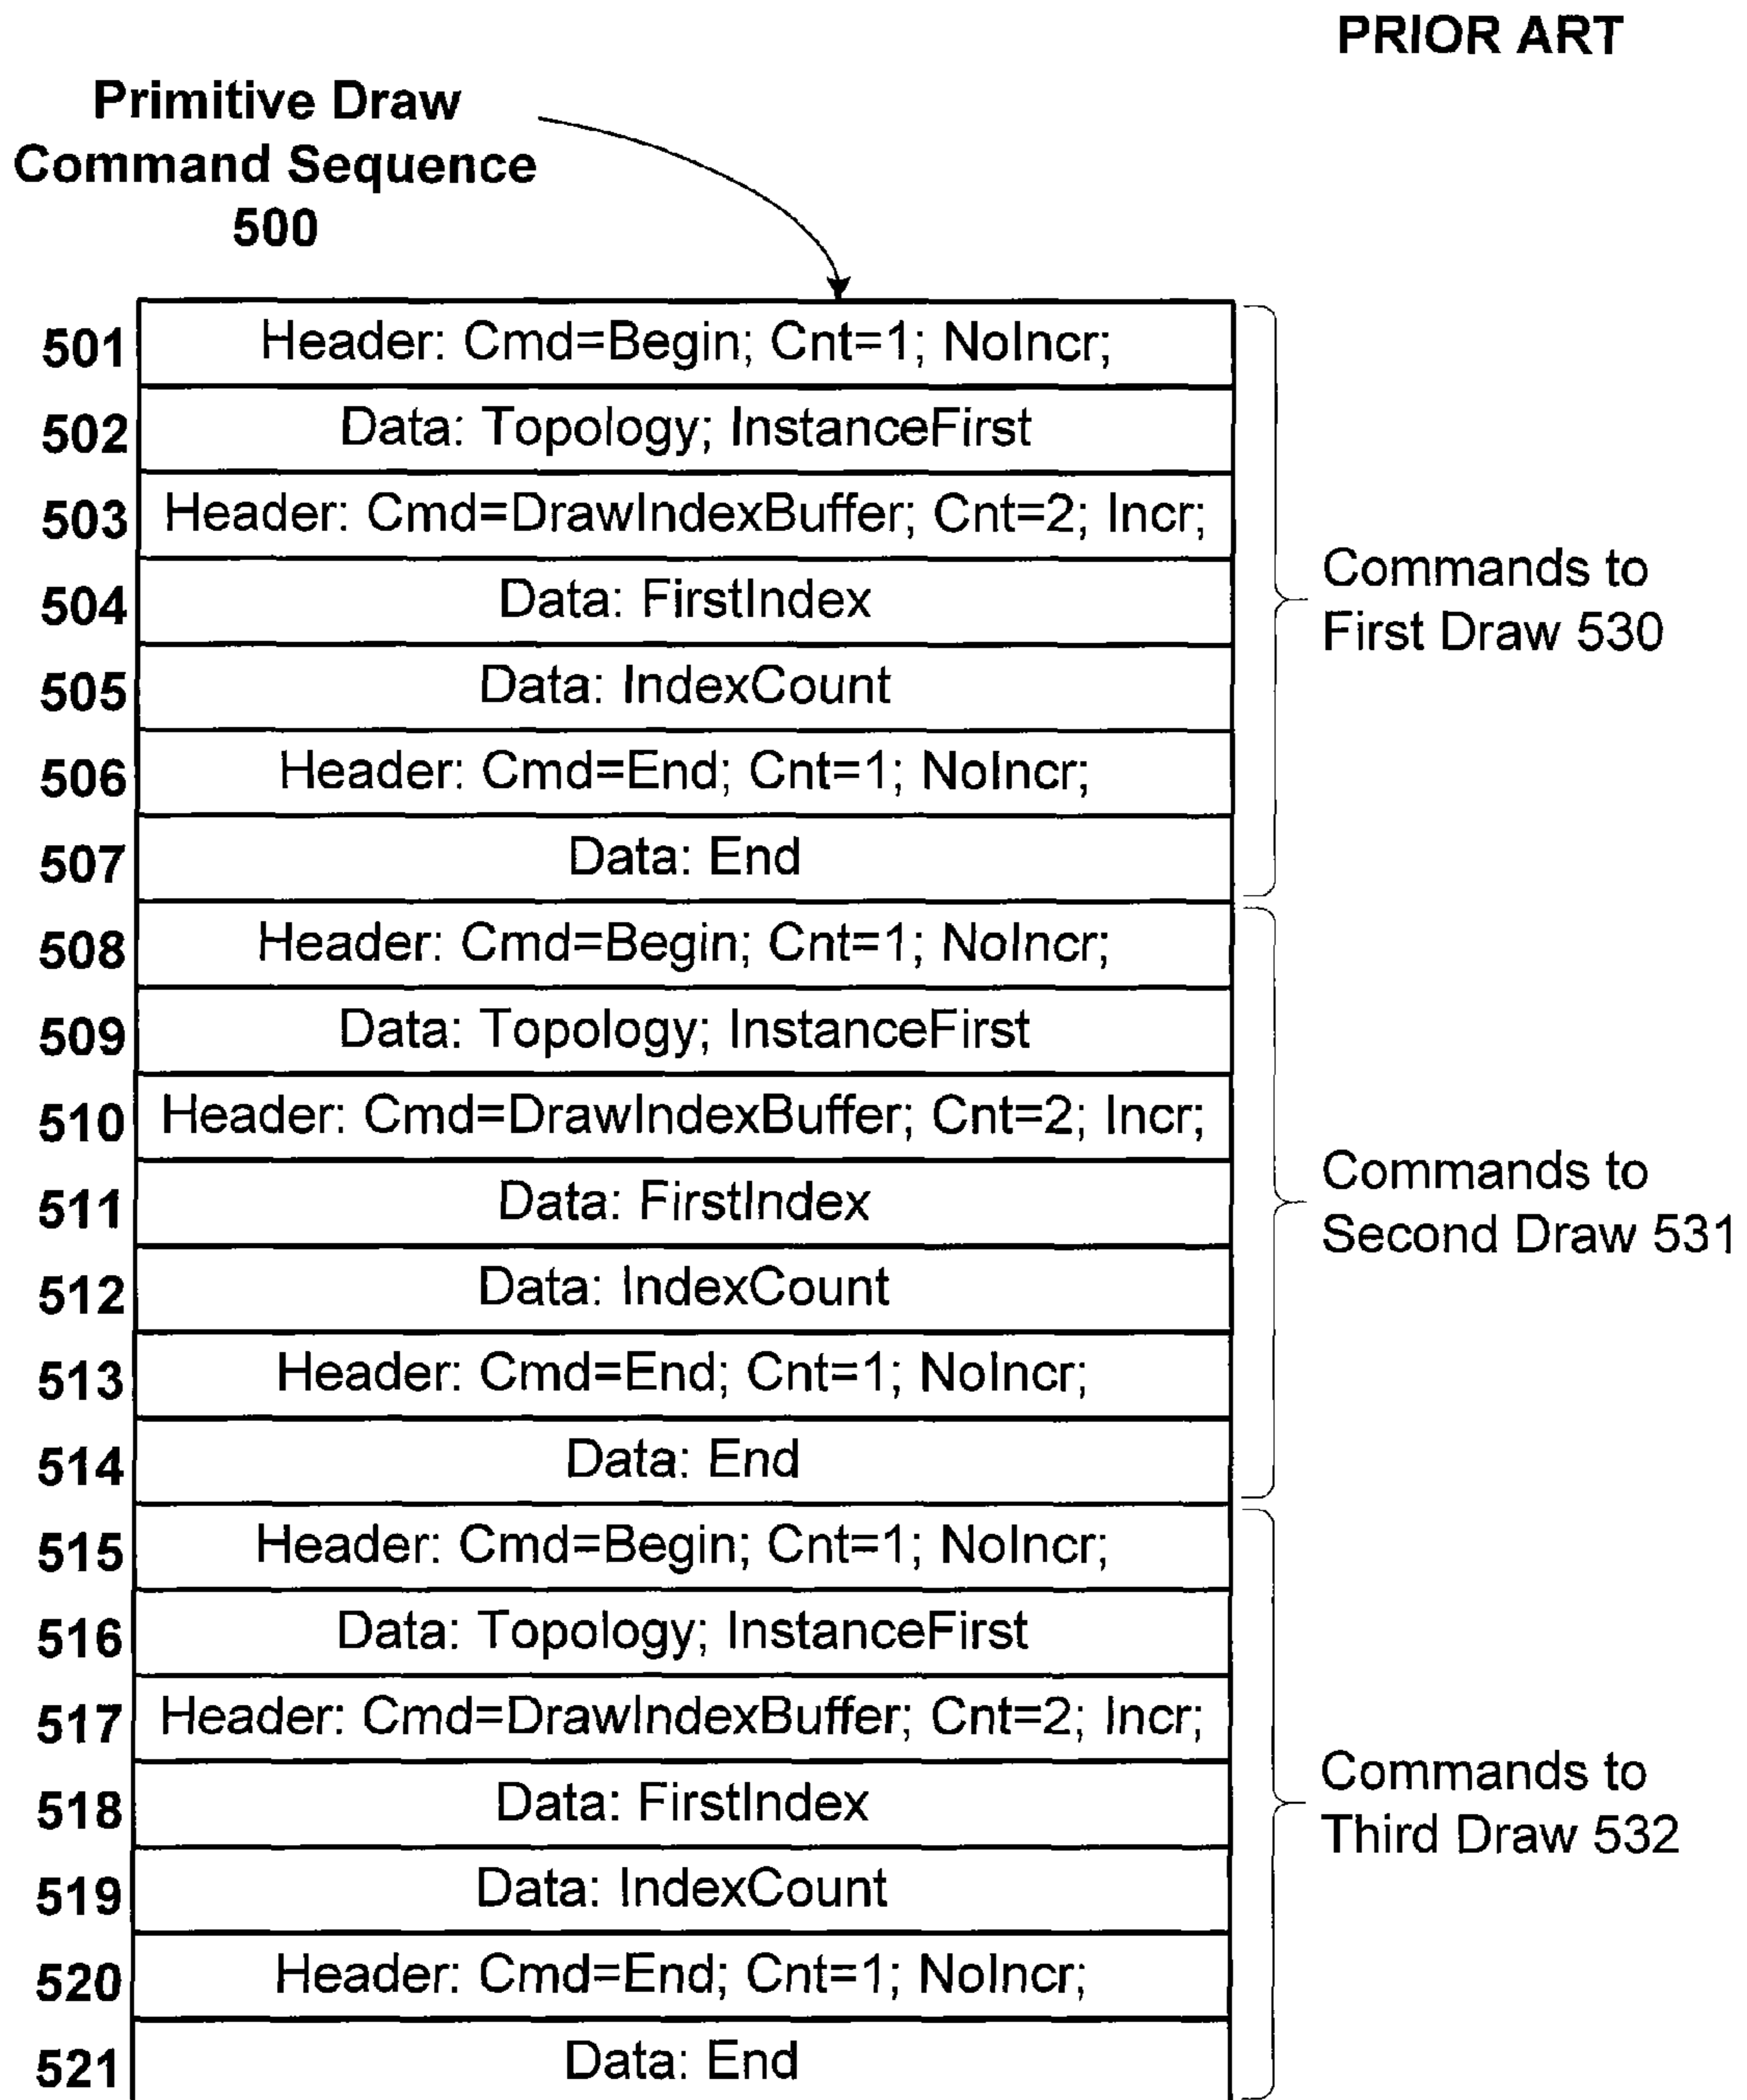 PRIOR ART
Primitive Draw
Command Sequence
500
501 Header: Cmd=Begin; Cnt=1; NoIncr;
502 Data: Topology; InstanceFirst
503 Header: Cmd=DrawIndexBuffer; Cnt=2; Incr;
504 Data: FirstIndex
505 Data: IndexCount
506 Header: Cmd=End; Cnt=1; NoIncr;
507 Data: End
Commands to
First Draw 530
508 Header: Cmd=Begin; Cnt=1; NoIncr;
509 Data: Topology; InstanceFirst
510 Header: Cmd=DrawIndexBuffer; Cnt=2; Incr;
511 Data: FirstIndex
512 Data: IndexCount
513 Header: Cmd=End; Cnt=1; NoIncr;
514 Data: End
Commands to
Second Draw 531
515 Header: Cmd=Begin; Cnt=1; NoIncr;
516 Data: Topology; InstanceFirst
517 Header: Cmd=DrawIndexBuffer; Cnt=2; Incr;
518 Data: FirstIndex
519 Data: IndexCount
520 Header: Cmd=End; Cnt=1; NoIncr;
521 Data: End
Commands to
Third Draw 532